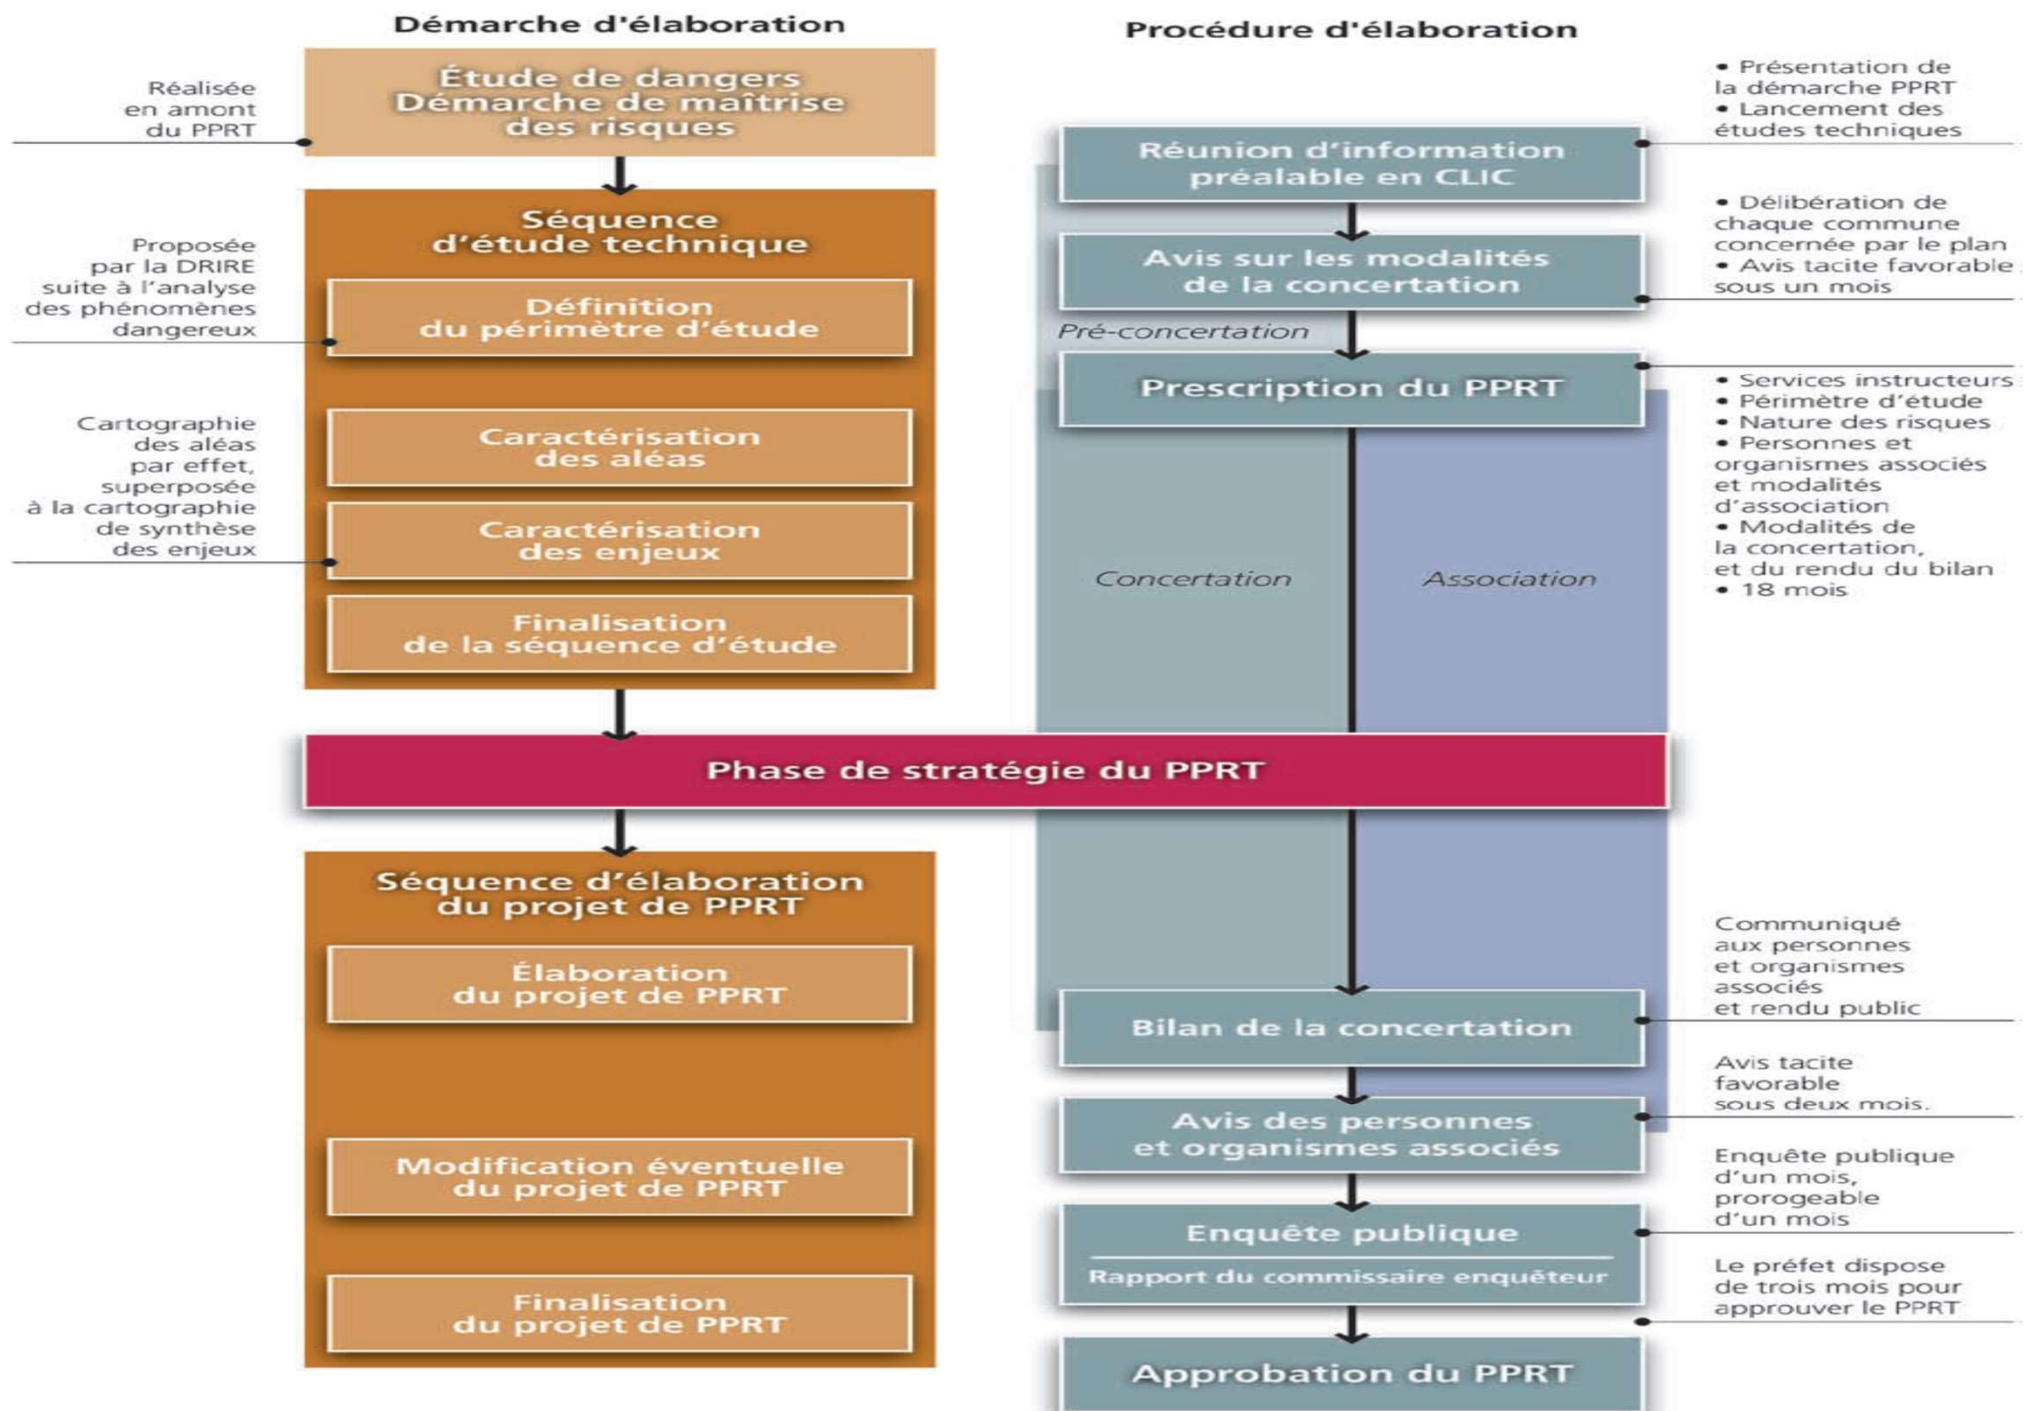 Démarche d'élaboration
Réalisée
en amont
du PPRT
Étude de dangers
Démarche de maîtrise
des risques
Proposée
par la DRIRE
suite à l'analyse
des phénomènes
dangereux
Séquence
d'étude technique
Définition
du périmètre d'étude
Cartographie
des aléas
par effet,
superposée
à la cartographie
de synthèse
des enjeux
Caractérisation
des aléas
Caractérisation
des enjeux
Finalisation
de la séquence d'étude
Procédure d'élaboration
Réunion d'information
préalable en CLIC
• Présentation de
la démarche PPRT
• Lancement des
études techniques
Avis sur les modalités
de la concertation
• Délibération de
chaque commune
concernée par le plan
• Avis tacite favorable
sous un mois
Pré-concertation
Prescription du PPRT
• Services instructeurs
• Périmètre d'étude
• Nature des risques
• Personnes et
organismes associés
et modalités
d'association
• Modalités de
la concertation,
et du rendu du bilan
• 18 mois
Concertation
Association
Phase de stratégie du PPRT
Séquence d'élaboration
du projet de PPRT
Élaboration
du projet de PPRT
Modification éventuelle
du projet de PPRT
Finalisation
du projet de PPRT
Bilan de la concertation
Communiqué
aux personnes
et organismes
associés
et rendu public
Avis des personnes
et organismes associés
Avis tacite
favorable
sous deux mois.
Enquête publique
Rapport du commissaire enquêteur
Enquête publique
d'un mois,
prorogeable
d'un mois
Le préfet dispose
de trois mois pour
approuver le PPRT
Approbation du PPRT